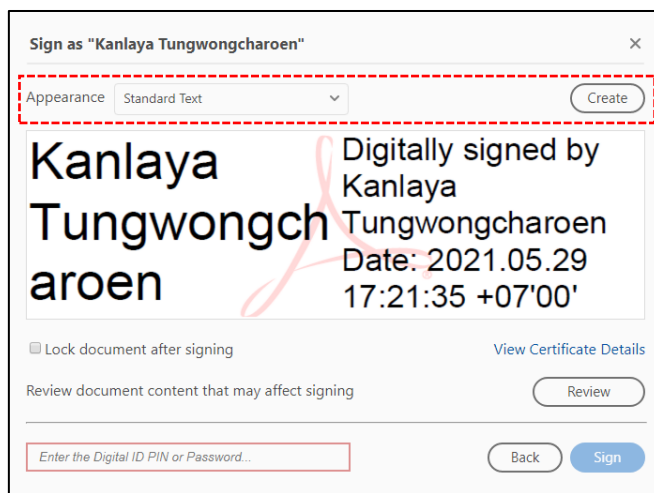 Sign as "Kanlaya Tungwongcharoen"
Appearance Standard Text Create
Kanlaya
Tungwongch
aroen
Digitally signed by
Kanlaya
Tungwongcharoen
Date: 2021.05.29
17:21:35 +07'00'
Lock document after signing View Certificate Details
Review document content that may affect signing Review
Enter the Digital ID PIN or Password... Back Sign